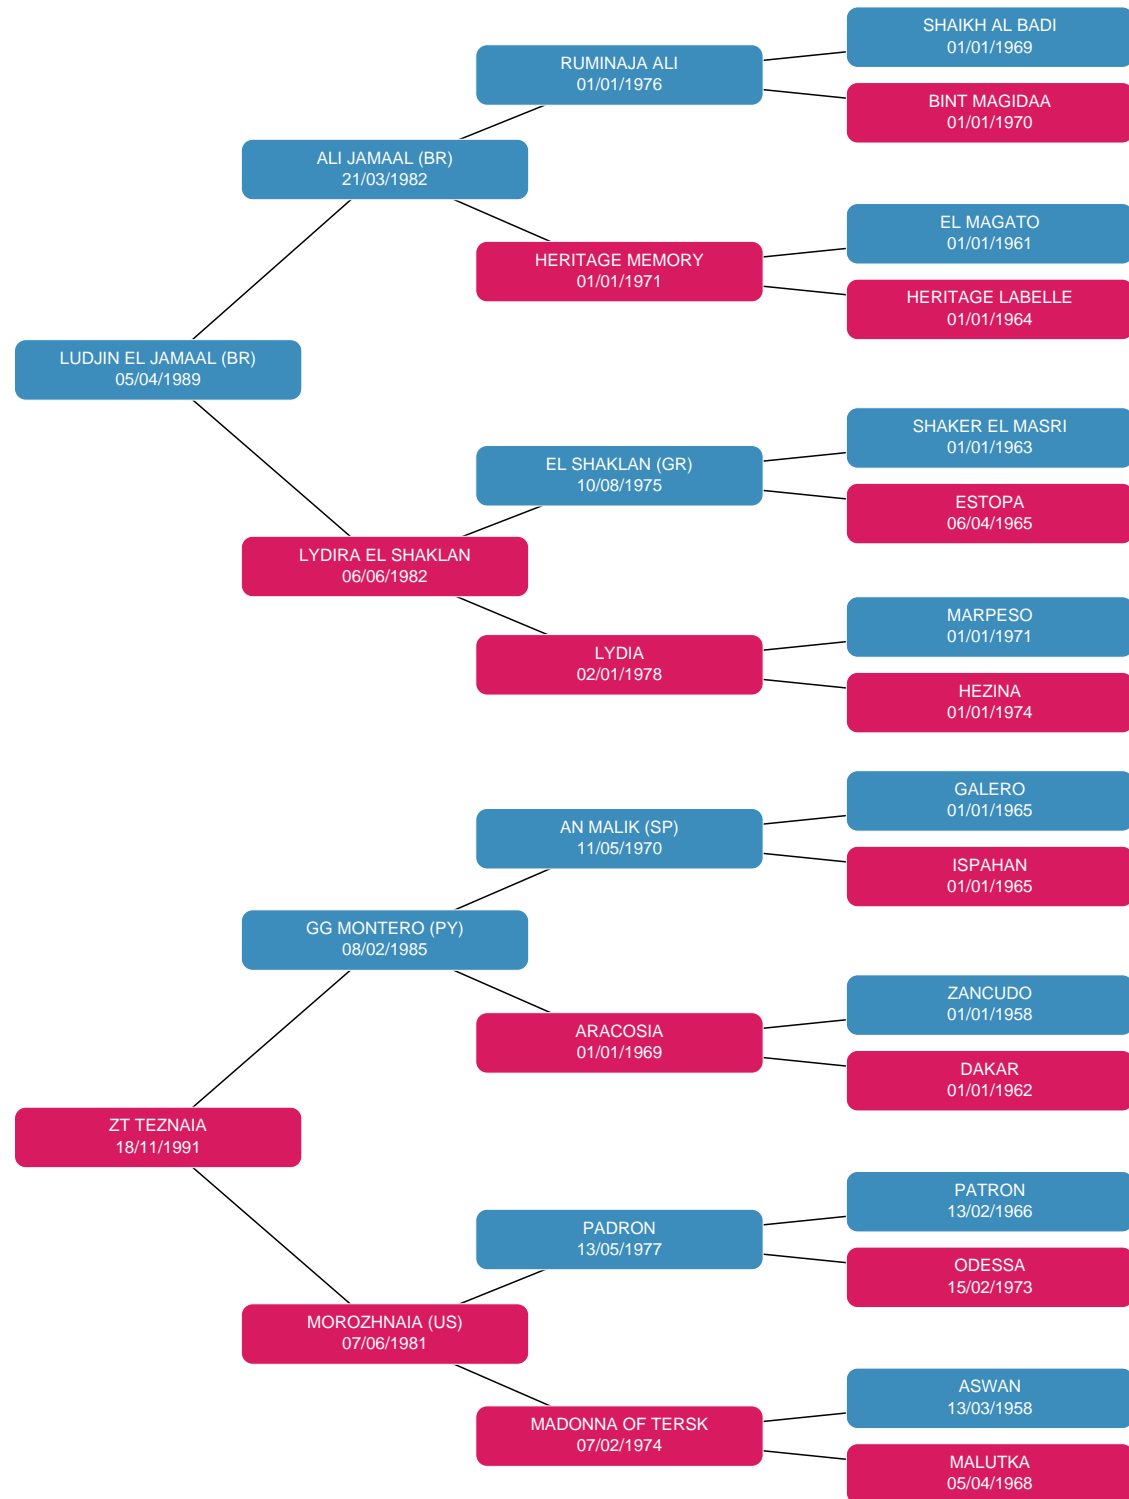 SHAIKH AL BADI
01/01/1969
RUMINAJA ALI
01/01/1976
BINT MAGIDAA
01/01/1970
ALI JAMAAL (BR)
21/03/1982
EL MAGATO
01/01/1961
HERITAGE MEMORY
01/01/1971
HERITAGE LABELLE
01/01/1964
LUDJIN EL JAMAAL (BR)
05/04/1989
SHAKER EL MASRI
01/01/1963
EL SHAKLAN (GR)
10/08/1975
ESTOPA
06/04/1965
LYDIRA EL SHAKLAN
06/06/1982
MARPESO
01/01/1971
LYDIA
02/01/1978
HEZINA
01/01/1974
GALERO
01/01/1965
AN MALIK (SP)
11/05/1970
ISPAHAN
01/01/1965
GG MONTERO (PY)
08/02/1985
ZANCUDO
01/01/1958
ARACOSIA
01/01/1969
DAKAR
01/01/1962
ZT TEZNAIA
18/11/1991
PATRON
13/02/1966
PADRON
13/05/1977
ODESSA
15/02/1973
MOROZHNAIA (US)
07/06/1981
ASWAN
13/03/1958
MADONNA OF TERSK
07/02/1974
MALUTKA
05/04/1968